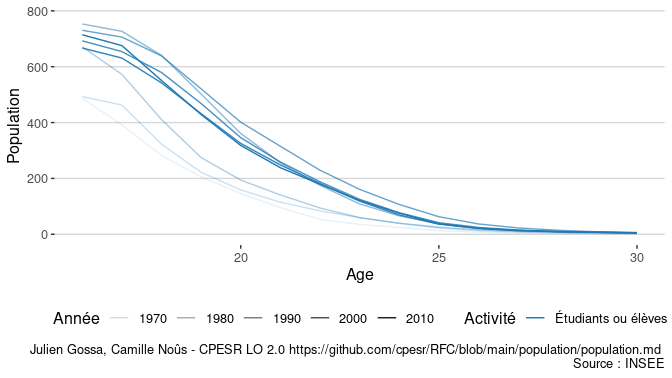 800
600
400
200
0
Population
20
25
30
Age
Année 1970 1980 1990 2000 2010 Activité Étudiants ou élèves
Julien Gossa, Camille Noûs - CPESR LO 2.0 https://github.com/cpesr/RFC/blob/main/population/population.md
Source : INSEE